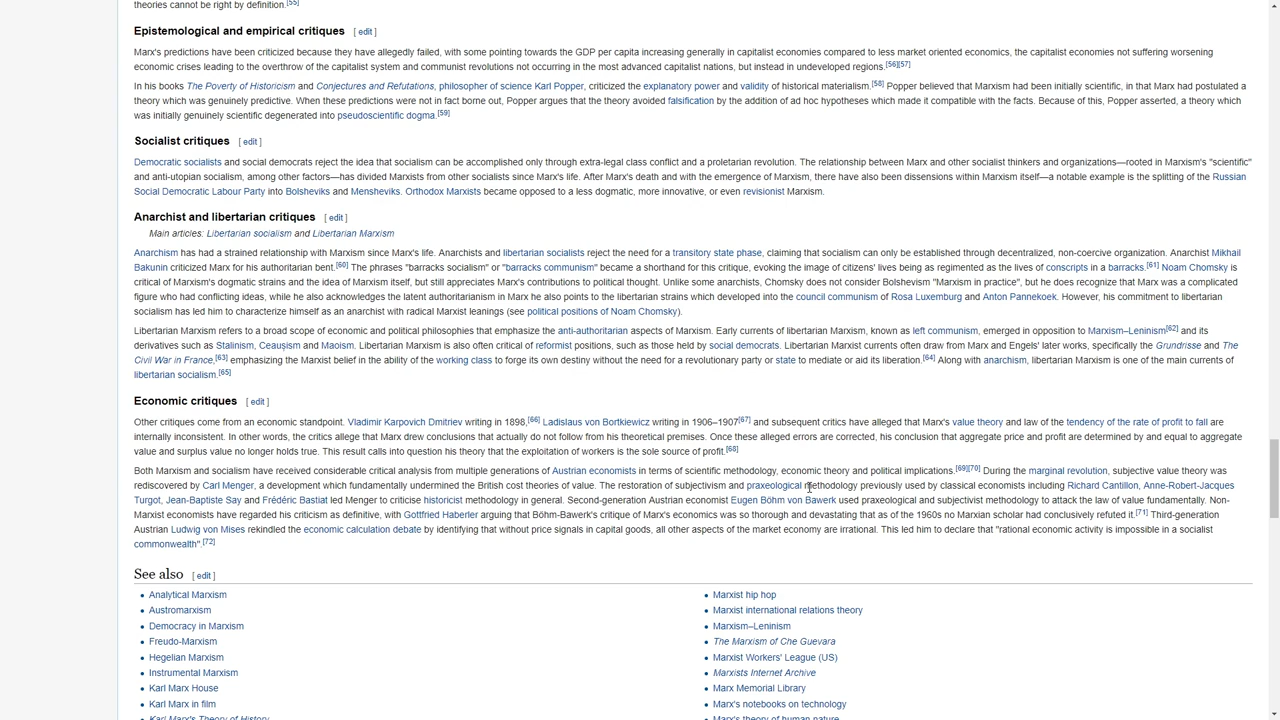 theories cannot be right by definition.[55]
Epistemological and empirical critiques [ edit ]
Marx's predictions have been criticized because they have allegedly failed, with some pointing towards the GDP per capita increasing generally in capitalist economies compared to less market oriented economics, the capitalist economies not suffering worsening
economic crises leading to the overthrow of the capitalist system and communist revolutions not occurring in the most advanced capitalist nations, but instead in undeveloped regions.[56][57]
In his books The Poverty of Historicism and Conjectures and Refutations, philosopher of science Karl Popper, criticized the explanatory power and validity of historical materialism.[58] Popper believed that Marxism had been initially scientific, in that Marx had postulated a
theory which was genuinely predictive. When these predictions were not in fact borne out, Popper argues that the theory avoided falsification by the addition of ad hoc hypotheses which made it compatible with the facts. Because of this, Popper asserted, a theory which
was initially genuinely scientific degenerated into pseudoscientific dogma.[59]
Socialist critiques [ edit ]
Democratic socialists and social democrats reject the idea that socialism can be accomplished only through extra-legal class conflict and a proletarian revolution. The relationship between Marx and other socialist thinkers and organizations—rooted in Marxism's "scientific"
and anti-utopian socialism, among other factors—has divided Marxists from other socialists since Marx's life. After Marx's death and with the emergence of Marxism, there have also been dissensions within Marxism itself—a notable example is the splitting of the Russian
Social Democratic Labour Party into Bolsheviks and Mensheviks. Orthodox Marxists became opposed to a less dogmatic, more innovative, or even revisionist Marxism.
Anarchist and libertarian critiques [ edit ]
Main articles: Libertarian socialism and Libertarian Marxism
Anarchism has had a strained relationship with Marxism since Marx's life. Anarchists and libertarian socialists reject the need for a transitory state phase, claiming that socialism can only be established through decentralized, non-coercive organization. Anarchist Mikhail
Bakunin criticized Marx for his authoritarian bent.[60] The phrases "barracks socialism" or "barracks communism" became a shorthand for this critique, evoking the image of citizens' lives being as regimented as the lives of conscripts in a barracks.[61] Noam Chomsky is
critical of Marxism's dogmatic strains and the idea of Marxism itself, but still appreciates Marx's contributions to political thought. Unlike some anarchists, Chomsky does not consider Bolshevism "Marxism in practice", but he does recognize that Marx was a complicated
figure who had conflicting ideas, while he also acknowledges the latent authoritarianism in Marx he also points to the libertarian strains which developed into the council communism of Rosa Luxemburg and Anton Pannekoek. However, his commitment to libertarian
socialism has led him to characterize himself as an anarchist with radical Marxist leanings (see political positions of Noam Chomsky).
Libertarian Marxism refers to a broad scope of economic and political philosophies that emphasize the anti-authoritarian aspects of Marxism. Early currents of libertarian Marxism, known as left communism, emerged in opposition to Marxism–Leninism[62] and its
derivatives such as Stalinism, Ceaușism and Maoism. Libertarian Marxism is also often critical of reformist positions, such as those held by social democrats. Libertarian Marxist currents often draw from Marx and Engels' later works, specifically the Grundrisse and The
Civil War in France,[63] emphasizing the Marxist belief in the ability of the working class to forge its own destiny without the need for a revolutionary party or state to mediate or aid its liberation.[64] Along with anarchism, libertarian Marxism is one of the main currents of
libertarian socialism.[65]
Economic critiques [ edit ]
Other critiques come from an economic standpoint. Vladimir Karpovich Dmitriev writing in 1898,[66] Ladislaus von Bortkiewicz writing in 1906–1907[67] and subsequent critics have alleged that Marx's value theory and law of the tendency of the rate of profit to fall are
internally inconsistent. In other words, the critics allege that Marx drew conclusions that actually do not follow from his theoretical premises. Once these alleged errors are corrected, his conclusion that aggregate price and profit are determined by and equal to aggregate
value and surplus value no longer holds true. This result calls into question his theory that the exploitation of workers is the sole source of profit.[68]
Both Marxism and socialism have received considerable critical analysis from multiple generations of Austrian economists in terms of scientific methodology, economic theory and political implications.[69][70] During the marginal revolution, subjective value theory was
rediscovered by Carl Menger, a development which fundamentally undermined the British cost theories of value. The restoration of subjectivism and praxeological methodology previously used by classical economists including Richard Cantillon, Anne-Robert-Jacques
Turgot, Jean-Baptiste Say and Frédéric Bastiat led Menger to criticise historicist methodology in general. Second-generation Austrian economist Eugen Böhm von Bawerk used praxeological and subjectivist methodology to attack the law of value fundamentally. Non-
Marxist economists have regarded his criticism as definitive, with Gottfried Haberler arguing that Böhm-Bawerk's critique of Marx's economics was so thorough and devastating that as of the 1960s no Marxian scholar had conclusively refuted it.[71] Third-generation
Austrian Ludwig von Mises rekindled the economic calculation debate by identifying that without price signals in capital goods, all other aspects of the market economy are irrational. This led him to declare that "rational economic activity is impossible in a socialist
commonwealth".[72]
See also [ edit ]
Analytical Marxism
Austromarxism
Democracy in Marxism
Freudo-Marxism
Hegelian Marxism
Instrumental Marxism
Karl Marx House
Karl Marx in film
Karl Marx's Theory of History
Marxist hip hop
Marxist international relations theory
Marxism–Leninism
The Marxism of Che Guevara
Marxist Workers' League (US)
Marxists Internet Archive
Marx Memorial Library
Marx's notebooks on technology
Marx's theory of human nature